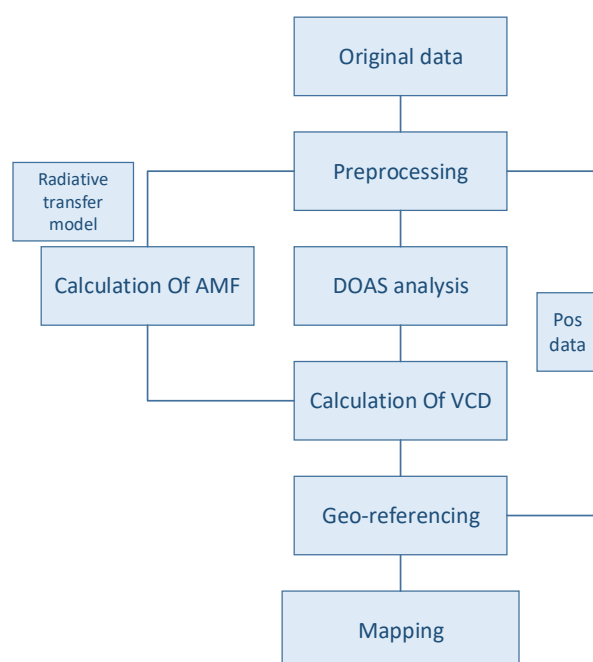 Original data
Preprocessing
Radiative
transfer
model
Calculation Of AMF
DOAS analysis
Pos
data
Calculation Of VCD
Geo-referencing
Mapping